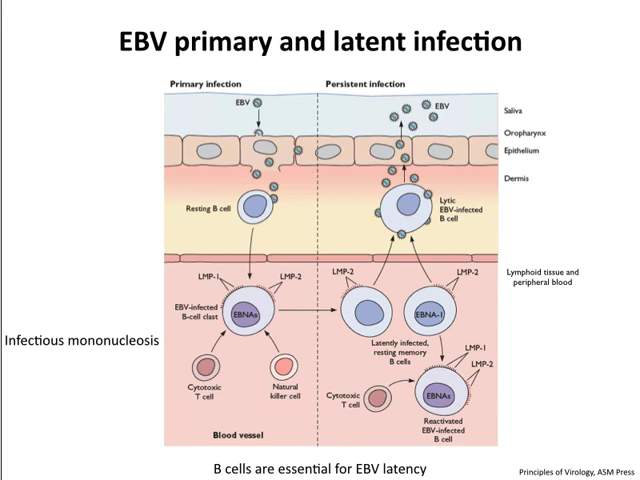 EBV primary and latent infection
Primary infection
Persistent infection
EBV
EBV
Saliva
Oropharynx
Epithelium
Dermis
Resting B cell
Lytic
EBV-infected
B cell
LMP-1
LMP-2
LMP-2
LMP-2
Lymphoid tissue and
peripheral blood
EBV-infected
B-cell clast
EBNAs
EBNA-1
Infectious mononucleosis
Latently infected,
resting memory
B cells
LMP-1
LMP-2
Cytotoxic
T cell
Natural
killer cell
Cytotoxic
T cell
EBNAs
Reactivated
EBV-infected
B cell
Blood vessel
B cells are essential for EBV latency
Principles of Virology, ASM Press